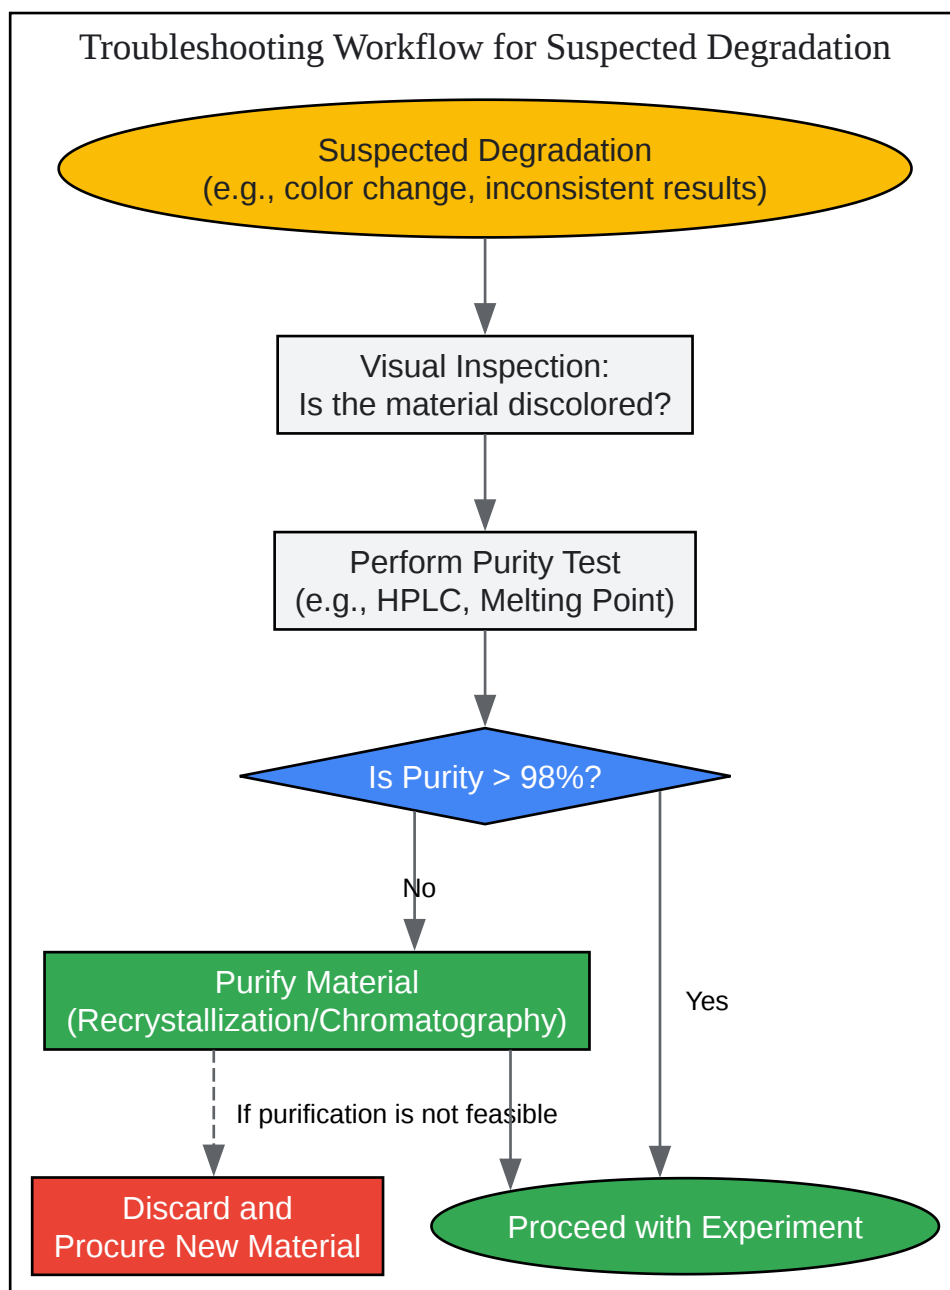 Troubleshooting Workflow for Suspected Degradation
Suspected Degradation
(e.g., color change, inconsistent results)
Visual Inspection:
Is the material discolored?
Perform Purity Test
(e.g., HPLC, Melting Point)
Is Purity > 98%?
No
Purify Material
(Recrystallization/Chromatography)
Yes
If purification is not feasible
Discard and
Procure New Material
Proceed with Experiment